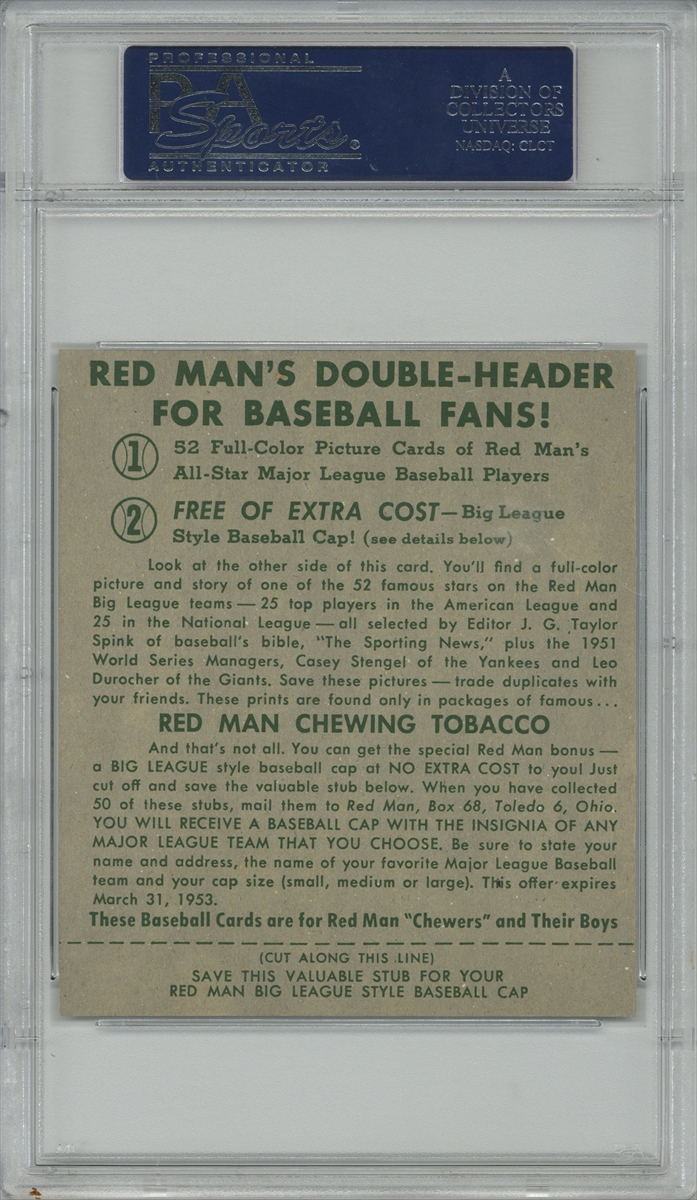 PROFESSIONAL
PSA
Sports®
AUTHENTICATOR
A
DIVISION OF
COLLECTORS
UNIVERSE
NASDAQ: CLCT
RED MAN'S DOUBLE-HEADER
FOR BASEBALL FANS!
1 52 Full-Color Picture Cards of Red Man's
All-Star Major League Baseball Players
2 FREE OF EXTRA COST—Big League
Style Baseball Cap! (see details below)
Look at the other side of this card. You'll find a full-color
picture and story of one of the 52 famous stars on the Red Man
Big League teams — 25 top players in the American League and
25 in the National League — all selected by Editor J. G. Taylor
Spink of baseball's bible, "The Sporting News," plus the 1951
World Series Managers, Casey Stengel of the Yankees and Leo
Durocher of the Giants. Save these pictures — trade duplicates with
your friends. These prints are found only in packages of famous...
RED MAN CHEWING TOBACCO
And that's not all. You can get the special Red Man bonus —
a BIG LEAGUE style baseball cap at NO EXTRA COST to you! Just
cut off and save the valuable stub below. When you have collected
50 of these stubs, mail them to Red Man, Box 68, Toledo 6, Ohio.
YOU WILL RECEIVE A BASEBALL CAP WITH THE INSIGNIA OF ANY
MAJOR LEAGUE TEAM THAT YOU CHOOSE. Be sure to state your
name and address, the name of your favorite Major League Baseball
team and your cap size (small, medium or large). This offer expires
March 31, 1953.
These Baseball Cards are for Red Man "Chewers" and Their Boys
(CUT ALONG THIS LINE)
SAVE THIS VALUABLE STUB FOR YOUR
RED MAN BIG LEAGUE STYLE BASEBALL CAP